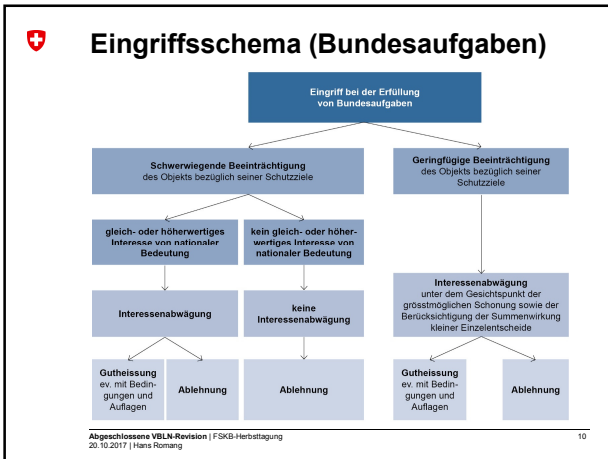 Eingriffsschema (Bundesaufgaben)
Eingriff bei der Erfüllung
von Bundesaufgaben
Schwerwiegende Beeinträchtigung
des Objekts bezüglich seiner Schutzziele
Geringfügige Beeinträchtigung
des Objekts bezüglich seiner
Schutzziele
gleich- oder höherwertiges
Interesse von nationaler
Bedeutung
kein gleich- oder höher-
wertiges Interesse von
nationaler Bedeutung
Interessenabwägung
keine
Interessenabwägung
Interessenabwägung
unter dem Gesichtspunkt der
grösstmöglichen Schonung sowie der
Berücksichtigung der Summenwirkung
kleiner Einzelentscheide
Gutheissung
ev. mit Bedin-
gungen und
Auflagen
Ablehnung
Ablehnung
Gutheissung
ev. mit Bedin-
gungen und
Auflagen
Ablehnung
Abgeschlossene VBLN-Revision | FSKB-Herbsttagung
20.10.2017 | Hans Romang
10